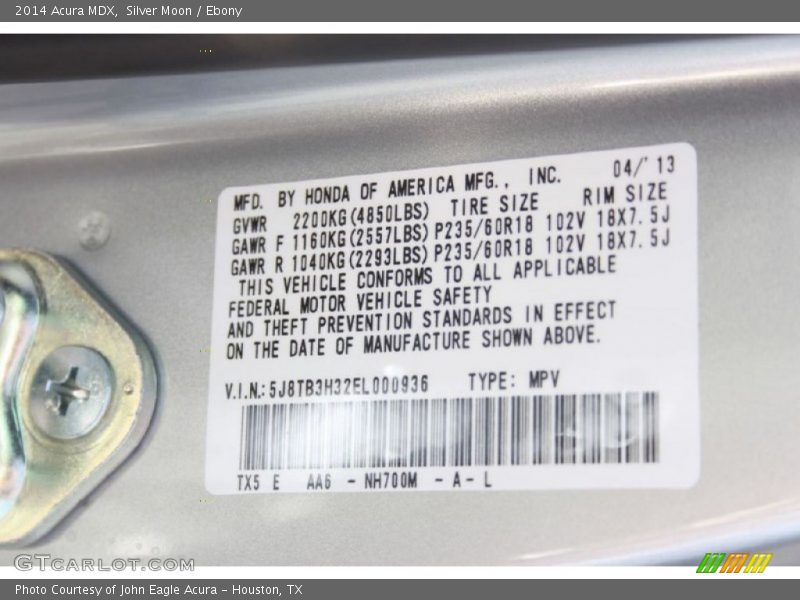 2014 Acura MDX,  Silver Moon / Ebony
MFD. BY HONDA OF AMERICA MFG., INC. 04/'13
GVWR 2200KG(4850LBS) TIRE SIZE RIM SIZE
GAWR F 1160KG(2557LBS) P235/60R18 102V 18X7.5J
GAWR R 1040KG(2293LBS) P235/60R18 102V 18X7.5J
THIS VEHICLE CONFORMS TO ALL APPLICABLE
FEDERAL MOTOR VEHICLE SAFETY
AND THEFT PREVENTION STANDARDS IN EFFECT
ON THE DATE OF MANUFACTURE SHOWN ABOVE.
V.I.N.: 5J8TB3H32EL000936 TYPE: MPV
TX5 E AA6 - NH700M - A - L
GTCARLOT.COM
Photo Courtesy of John Eagle Acura - Houston, TX